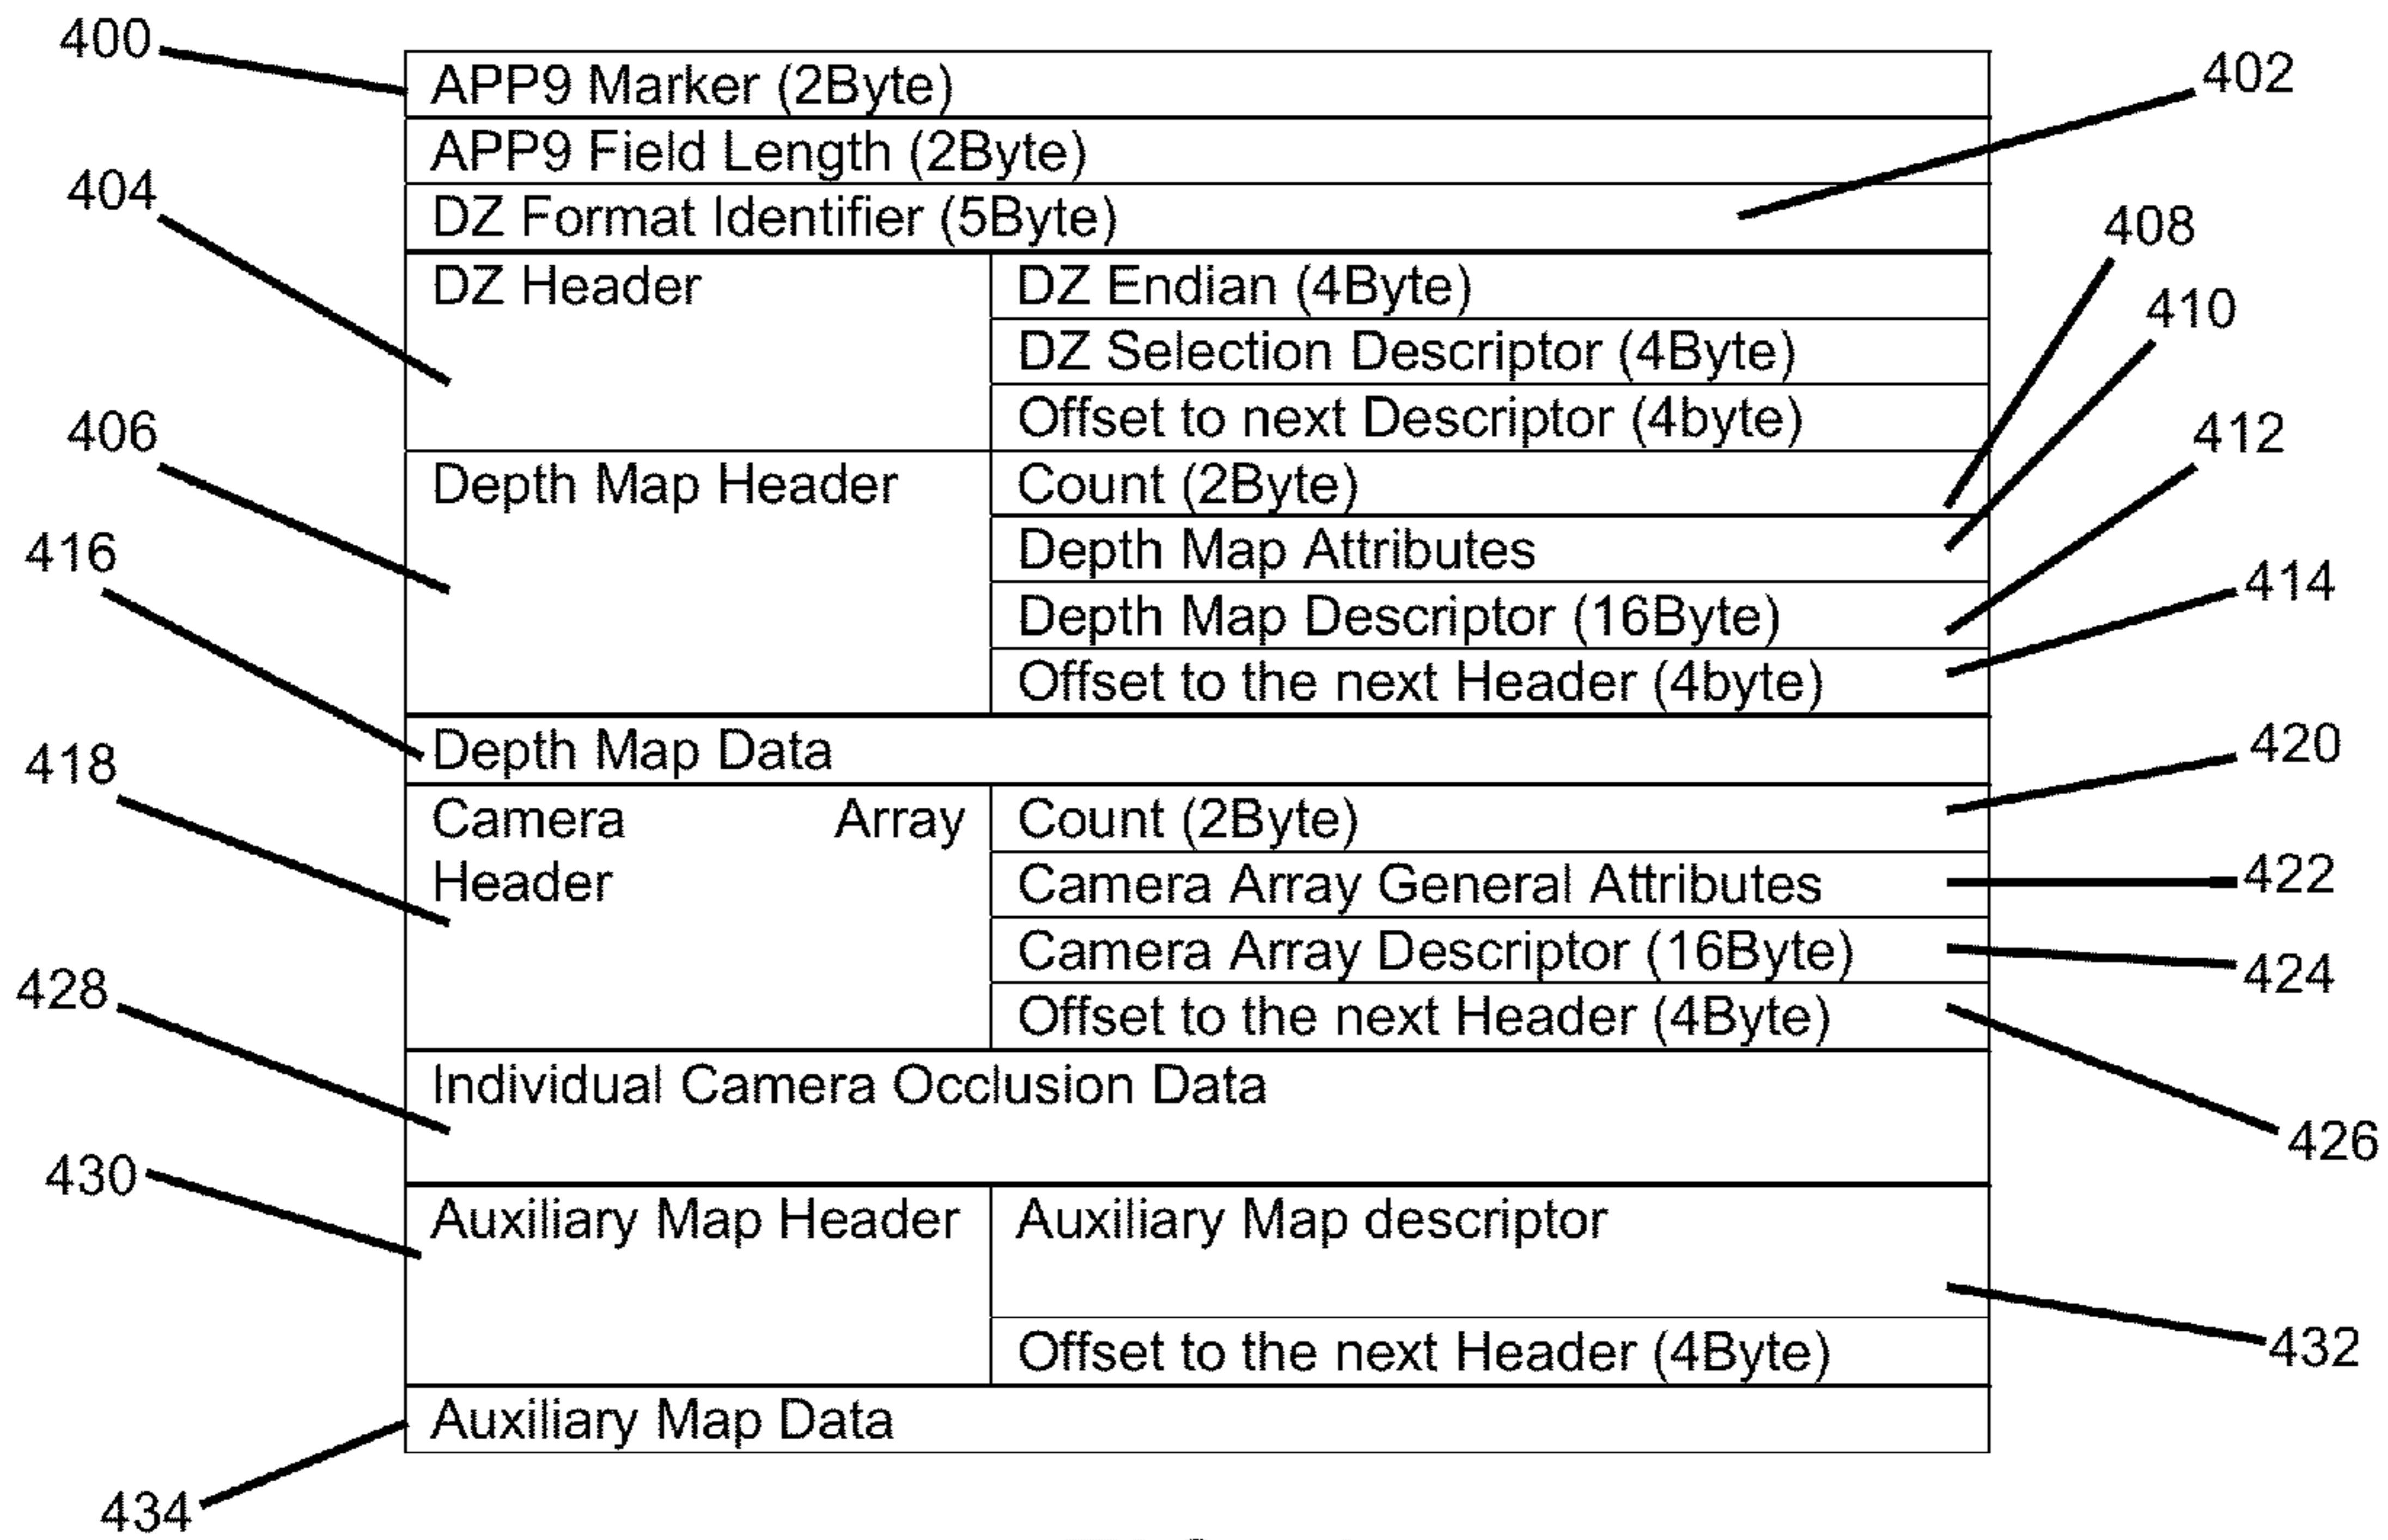 400
APP9 Marker (2Byte)
402
APP9 Field Length (2Byte)
404
DZ Format Identifier (5Byte)
408
DZ Header
DZ Endian (4Byte)
410
DZ Selection Descriptor (4Byte)
Offset to next Descriptor (4byte)
406
412
Depth Map Header
Count (2Byte)
416
Depth Map Attributes
414
Depth Map Descriptor (16Byte)
Offset to the next Header (4byte)
418
Depth Map Data
420
Camera Array
Header
Count (2Byte)
Camera Array General Attributes
422
Camera Array Descriptor (16Byte)
424
428
Offset to the next Header (4Byte)
Individual Camera Occlusion Data
426
430
Auxiliary Map Header
Auxiliary Map descriptor
Offset to the next Header (4Byte)
432
Auxiliary Map Data
434